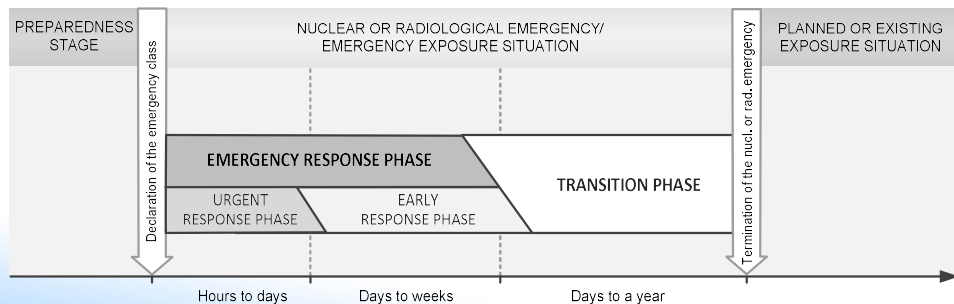 PREPAREDNESS
STAGE
NUCLEAR OR RADIOLOGICAL EMERGENCY/
EMERGENCY EXPOSURE SITUATION
PLANNED OR EXISTING
EXPOSURE SITUATION
Declaration of the emergency class
EMERGENCY RESPONSE PHASE
URGENT
RESPONSE PHASE
EARLY
RESPONSE PHASE
TRANSITION PHASE
Termination of the nucl. or rad. emergency
Hours to days
Days to weeks
Days to a year